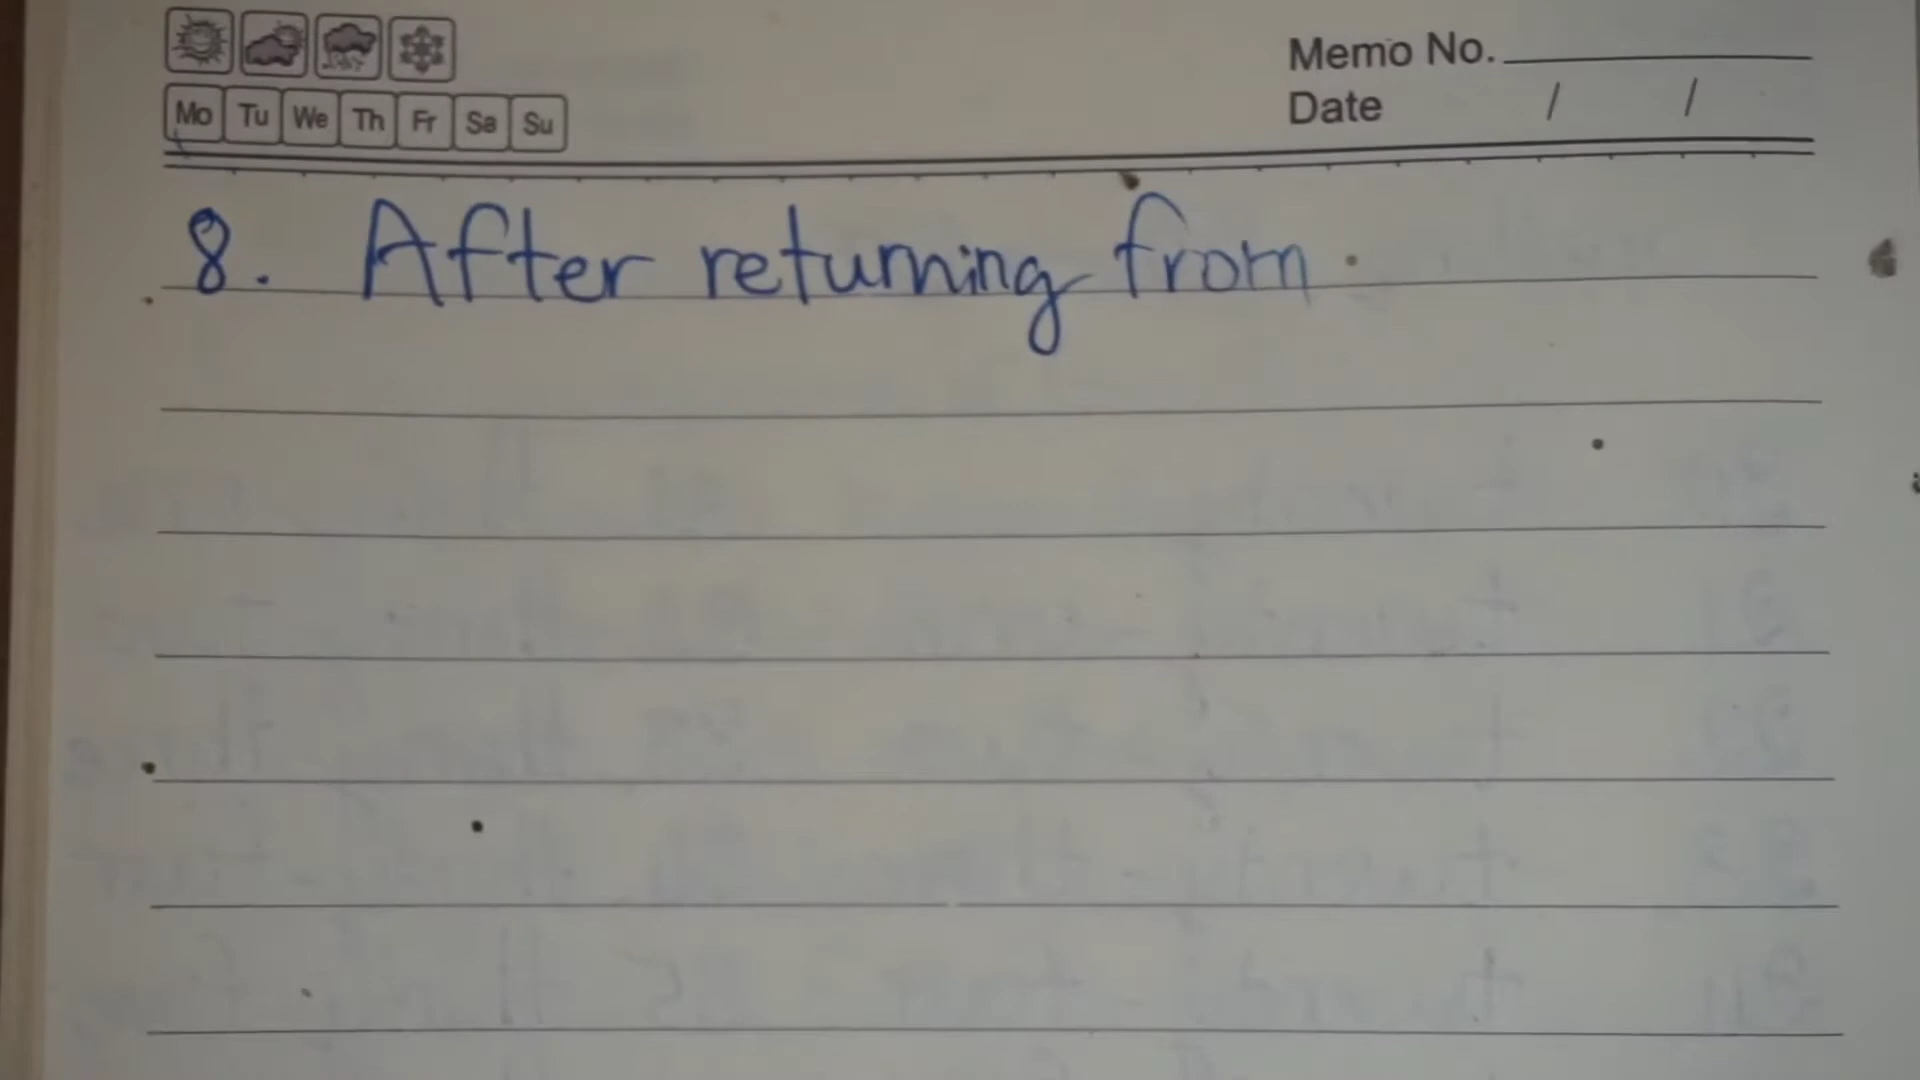 Memo No.
Mo Tu We Th Fr Sa Su
Date / /
8. After returning from